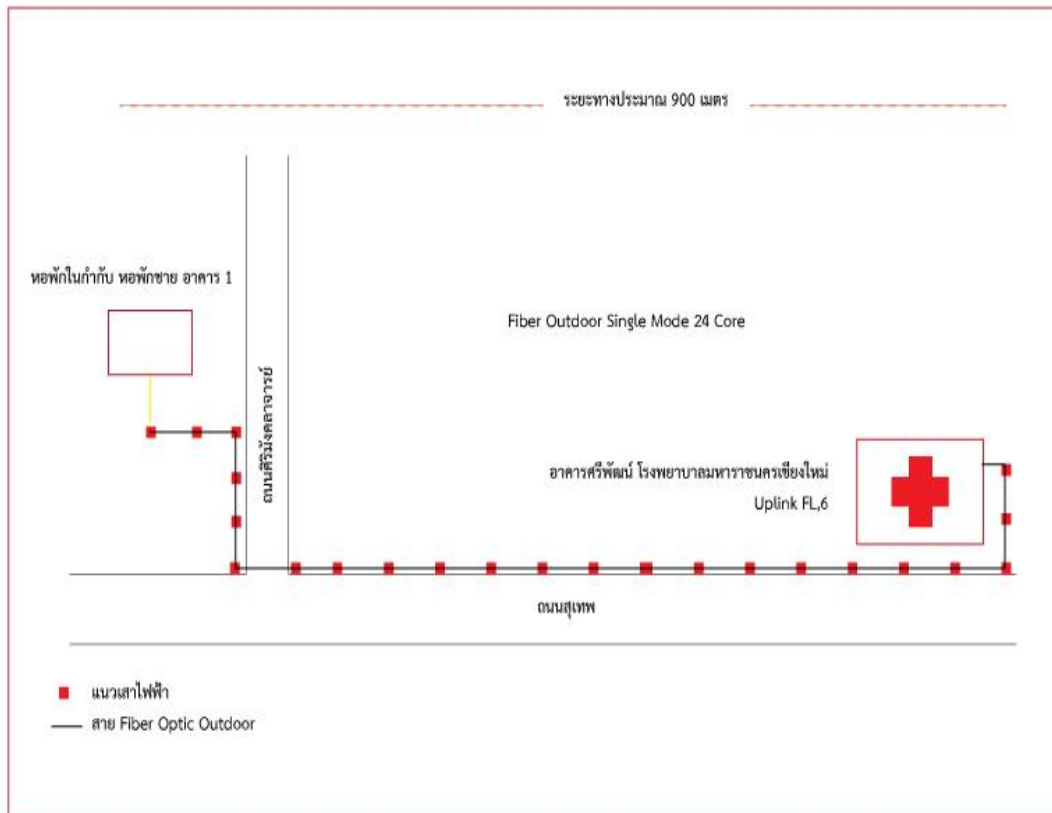 ระยะทางประมาณ 900 เมตร
หอพักในกำกับ หอพักชาย อาคาร 1
Fiber Outdoor Single Mode 24 Core
ถนนศิริมังคลาจารย์
อาคารศรีพัฒน์ โรงพยาบาลมหาราชนครเชียงใหม่
Uplink FL,6
ถนนสุเทพ
แนวเสาไฟฟ้า
สาย Fiber Optic Outdoor